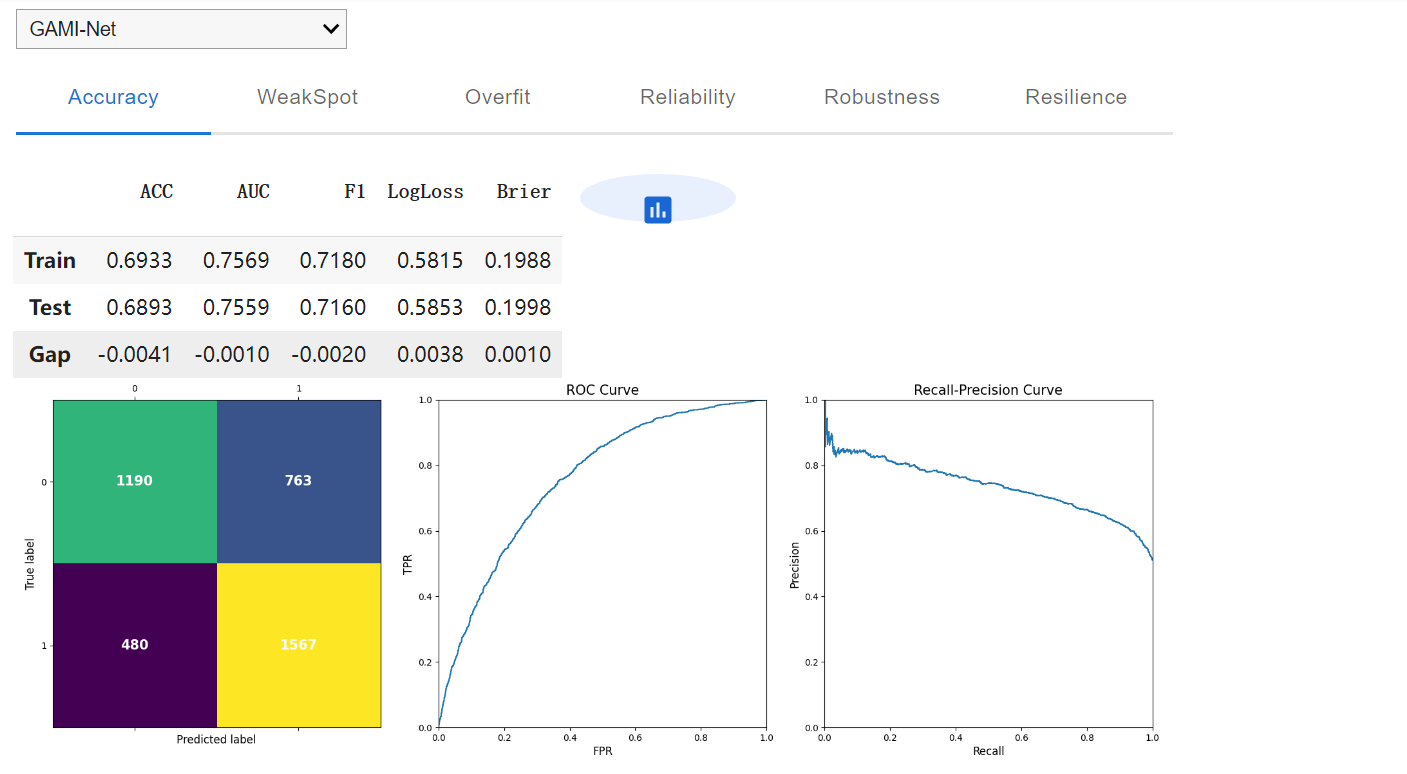 GAMI-Net
Accuracy WeakSpot Overfit Reliability Robustness Resilience
ACC AUC F1 LogLoss Brier
Train 0.6933 0.7569 0.7180 0.5815 0.1988
Test 0.6893 0.7559 0.7160 0.5853 0.1998
Gap -0.0041 -0.0010 -0.0020 0.0038 0.0010
0 1
0
1
1190 763
480 1567
True label
Predicted label
ROC Curve
1.0
0.8
0.6
0.4
0.2
0.0
TPR
0.0 0.2 0.4 0.6 0.8 1.0
FPR
Recall-Precision Curve
1.0
0.8
0.6
0.4
0.2
0.0
Precision
0.0 0.2 0.4 0.6 0.8 1.0
Recall